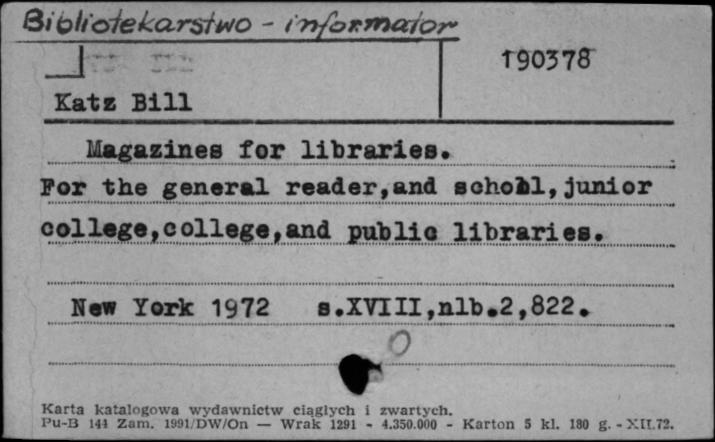 Bibliotekarstwo - informator
190378
Katz Bill
Magazines for libraries.
For the general reader,and schobl,junior
college,college,and public libraries.
New York 1972 s.XVIII,nlb.2,822.
Karta katalogowa wydawnictw ciągłych i zwartych.
Pu-B 144 Zam. 1991/DW/On — Wrak 1291 - 4.350.000 - Karton 5 kl. 180 g. - XII.72.